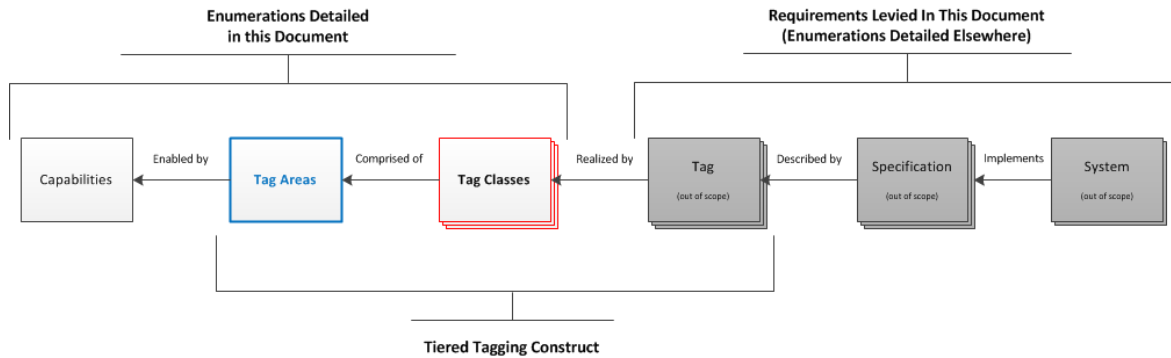 Enumerations Detailed
in this Document
Requirements Levied In This Document
(Enumerations Detailed Elsewhere)
Capabilities
Enabled by
Tag Areas
Comprised of
Tag Classes
Realized by
Tag
(out of scope)
Described by
Specification
(out of scope)
Implements
System
(out of scope)
Tiered Tagging Construct